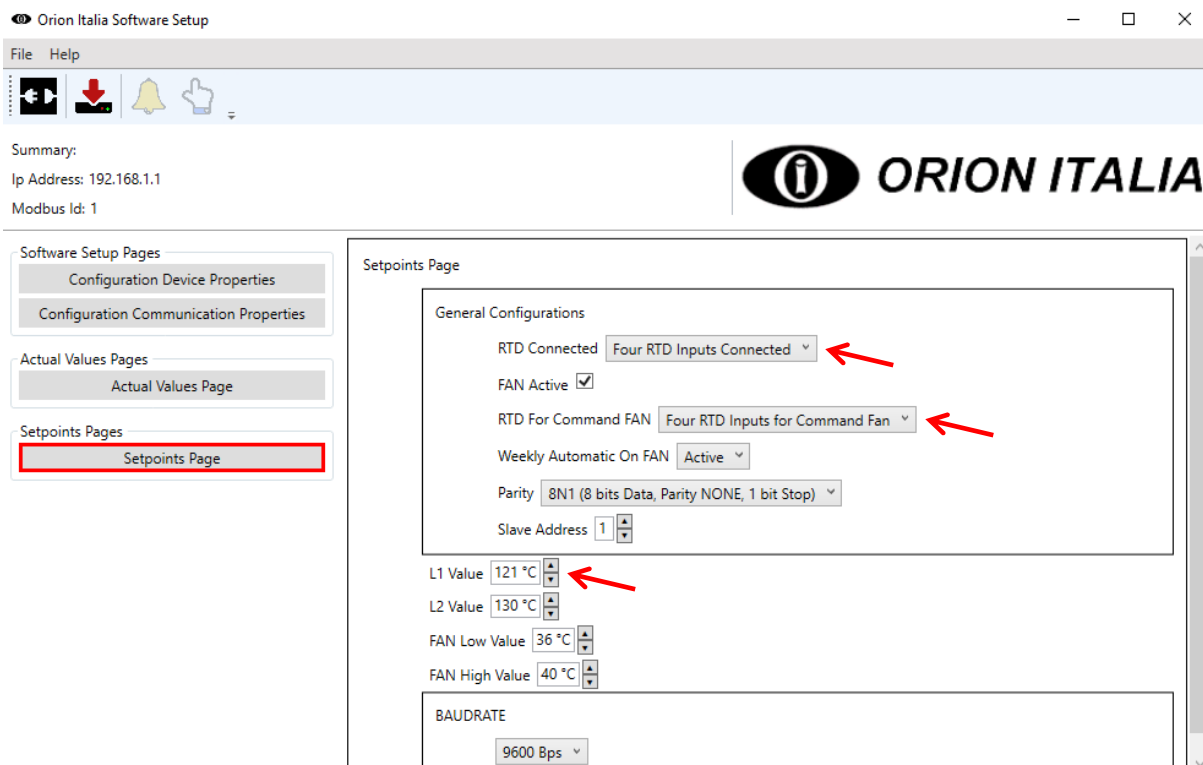 Orion Italia Software Setup
File Help
Summary:
Ip Address: 192.168.1.1
Modbus Id: 1
ORION ITALIA
Software Setup Pages
Configuration Device Properties
Configuration Communication Properties
Actual Values Pages
Actual Values Page
Setpoints Pages
Setpoints Page
Setpoints Page
General Configurations
RTD Connected Four RTD Inputs Connected
FAN Active
RTD For Command FAN Four RTD Inputs for Command Fan
Weekly Automatic On FAN Active
Parity 8N1 (8 bits Data, Parity NONE, 1 bit Stop)
Slave Address 1
L1 Value 121 °C
L2 Value 130 °C
FAN Low Value 36 °C
FAN High Value 40 °C
BAUDRATE
9600 Bps